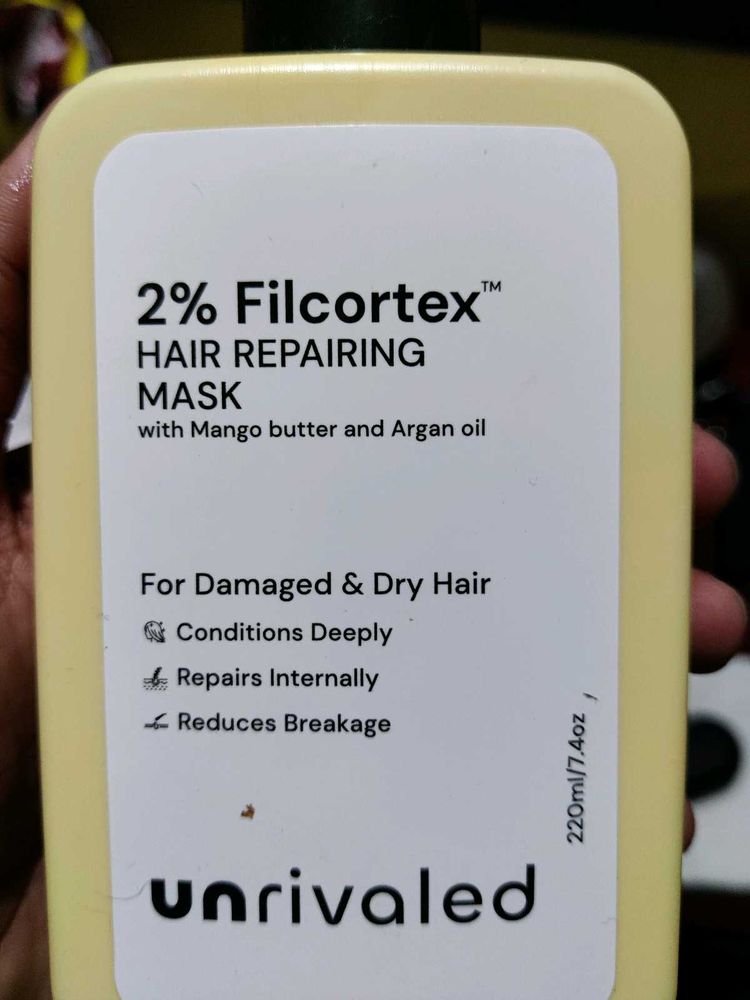 2% Filcortex™
HAIR REPAIRING
MASK
with Mango butter and Argan oil
For Damaged & Dry Hair
Conditions Deeply
Repairs Internally
Reduces Breakage
220ml/7.4oz
unrivaled